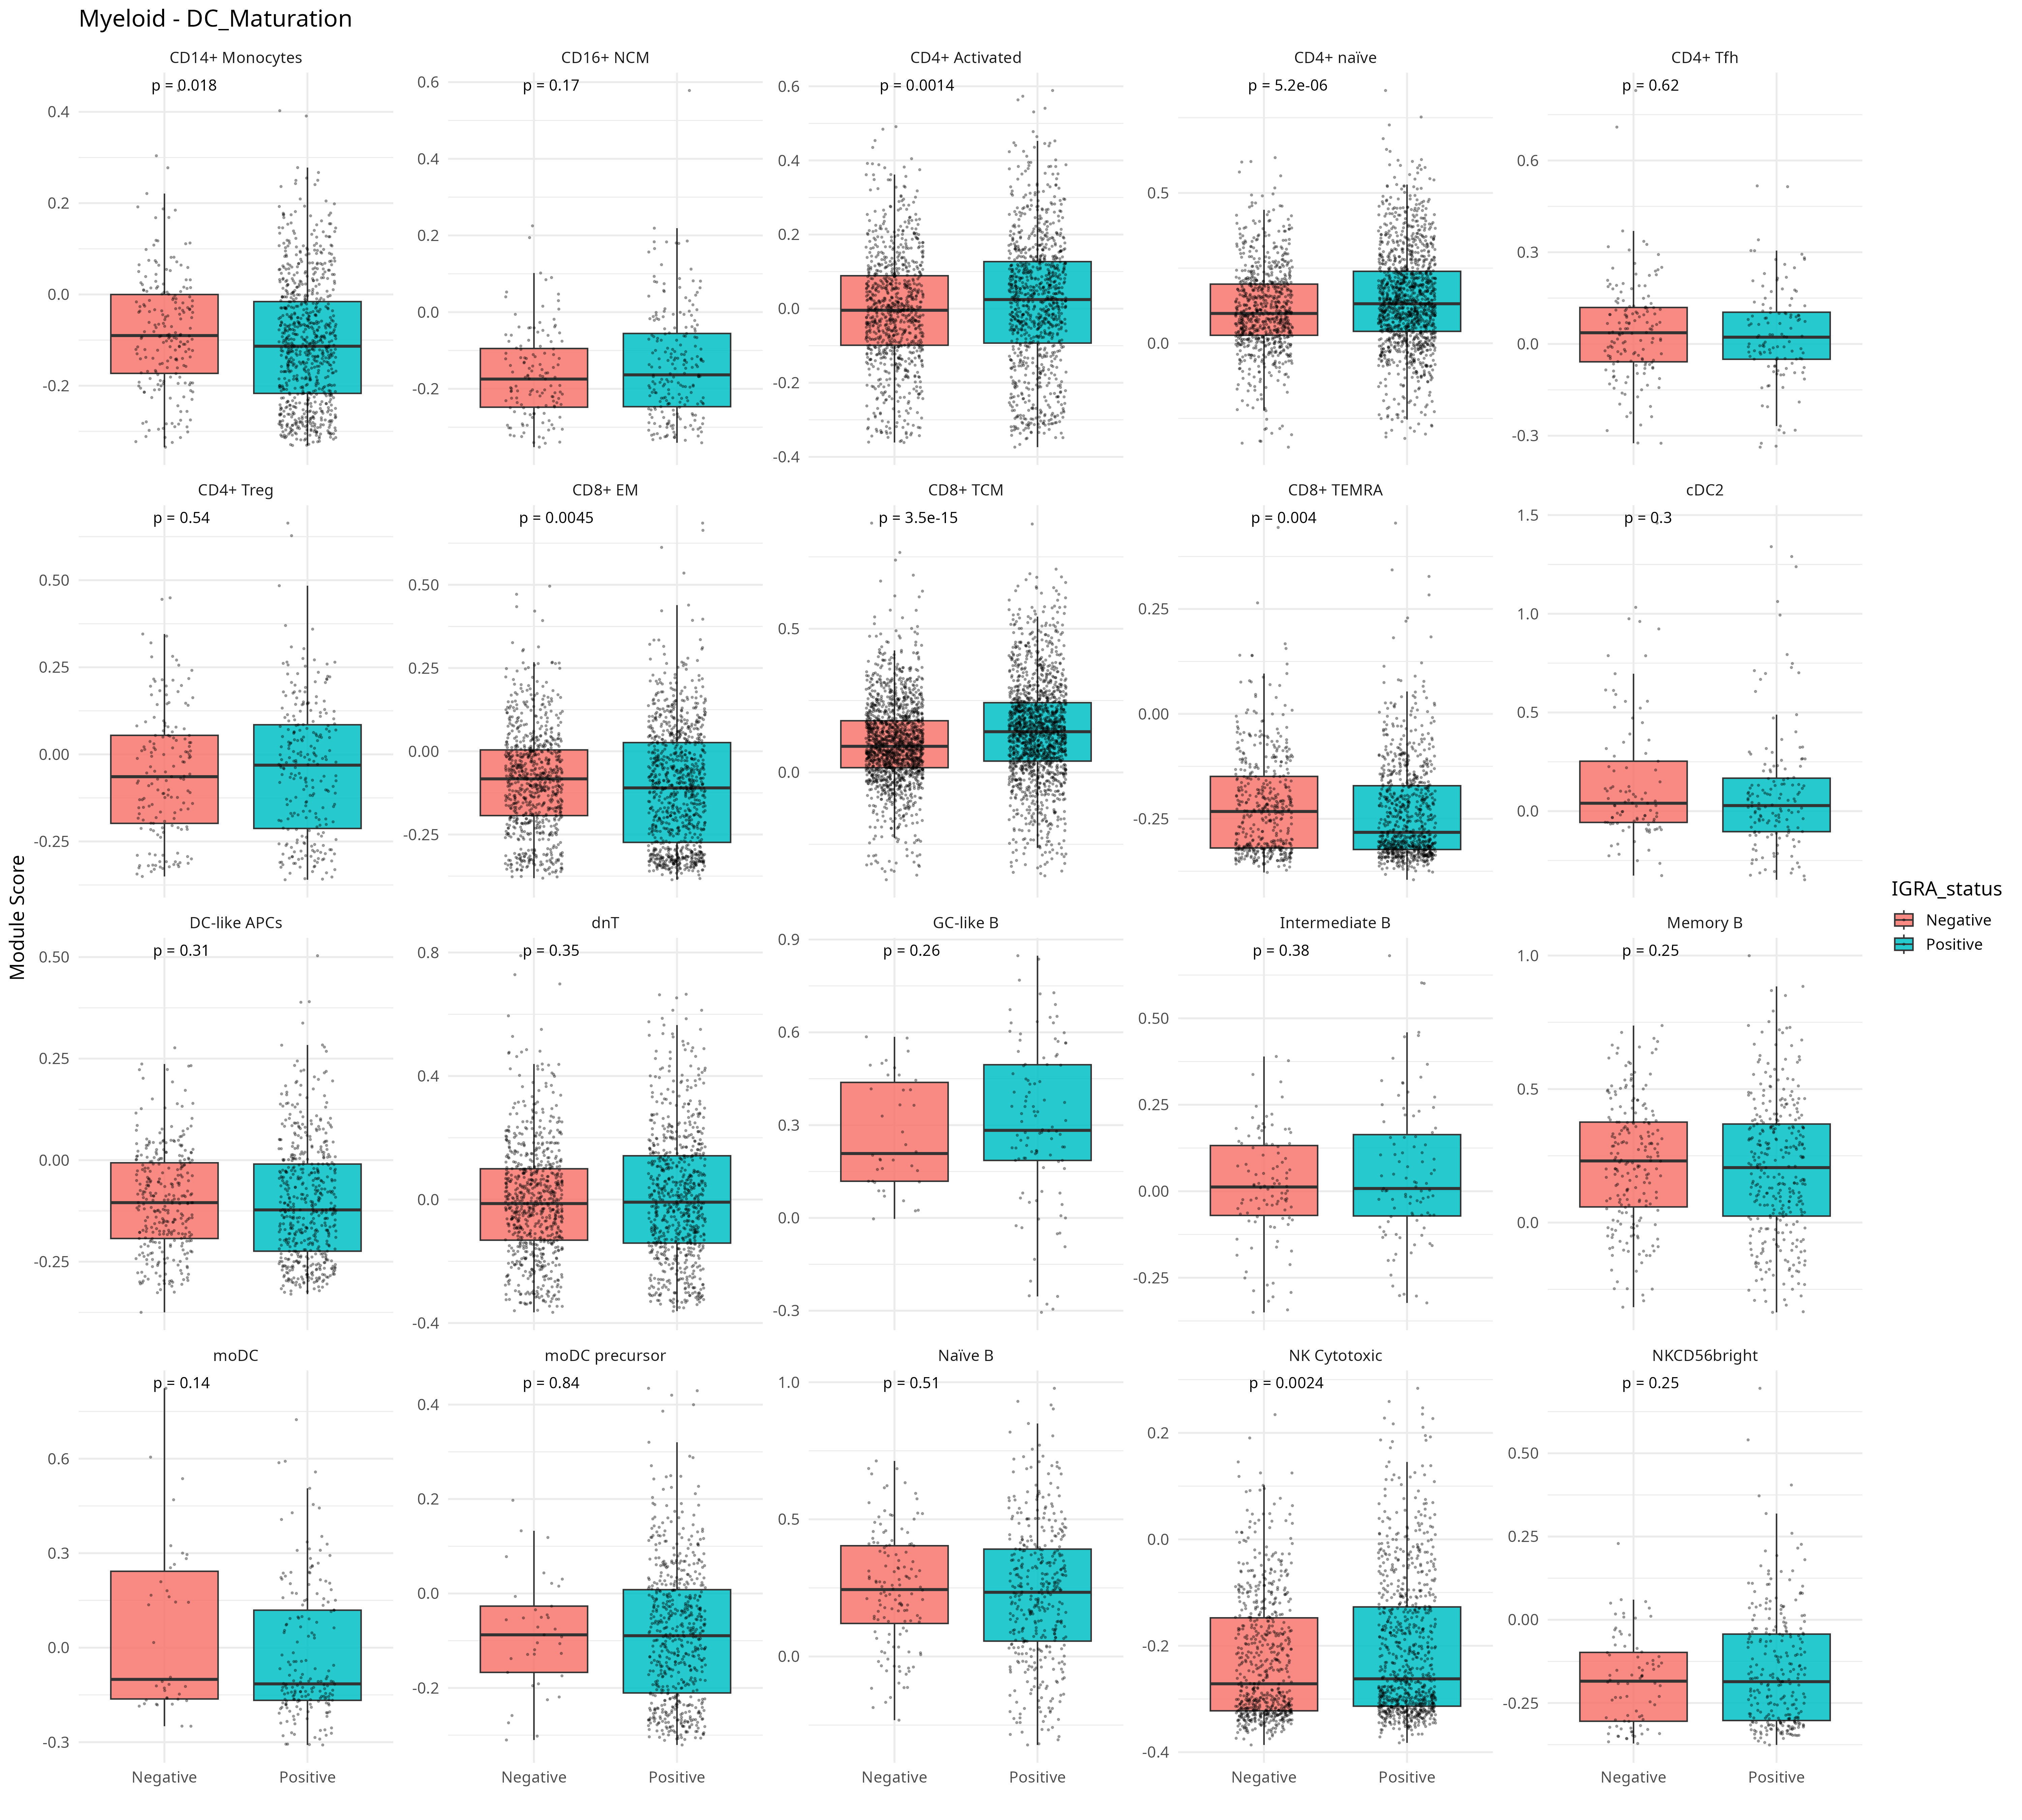 Myeloid - DC_Maturation
CD14+ Monocytes
CD16+ NCM
CD4+ Activated
CD4+ naïve
CD4+ Tfh
p = 0.018
p = 0.17
p = 0.0014
p = 5.2e-06
p = 0.62
0.4
0.2
0.0
-0.2
0.6
0.4
0.2
0.0
-0.2
0.6
0.4
0.2
0.0
-0.2
-0.4
0.5
0.0
0.6
0.3
0.0
-0.3
CD4+ Treg
CD8+ EM
CD8+ TCM
CD8+ TEMRA
cDC2
p = 0.54
p = 0.0045
p = 3.5e-15
p = 0.004
p = 0.3
0.50
0.25
0.00
-0.25
0.50
0.25
0.00
-0.25
0.5
0.0
0.25
0.00
-0.25
1.5
1.0
0.5
0.0
Module Score
DC-like APCs
dnT
GC-like B
Intermediate B
Memory B
p = 0.31
p = 0.35
p = 0.26
p = 0.38
p = 0.25
0.50
0.25
0.00
-0.25
0.8
0.4
0.0
-0.4
0.9
0.6
0.3
0.0
-0.3
0.50
0.25
0.00
-0.25
1.0
0.5
0.0
IGRA_status
Negative
Positive
moDC
moDC precursor
Naïve B
NK Cytotoxic
NKCD56bright
p = 0.14
p = 0.84
p = 0.51
p = 0.0024
p = 0.25
0.6
0.3
0.0
-0.3
0.4
0.2
0.0
-0.2
1.0
0.5
0.0
0.2
0.0
-0.2
-0.4
0.50
0.25
0.00
-0.25
Negative
Positive
Negative
Positive
Negative
Positive
Negative
Positive
Negative
Positive